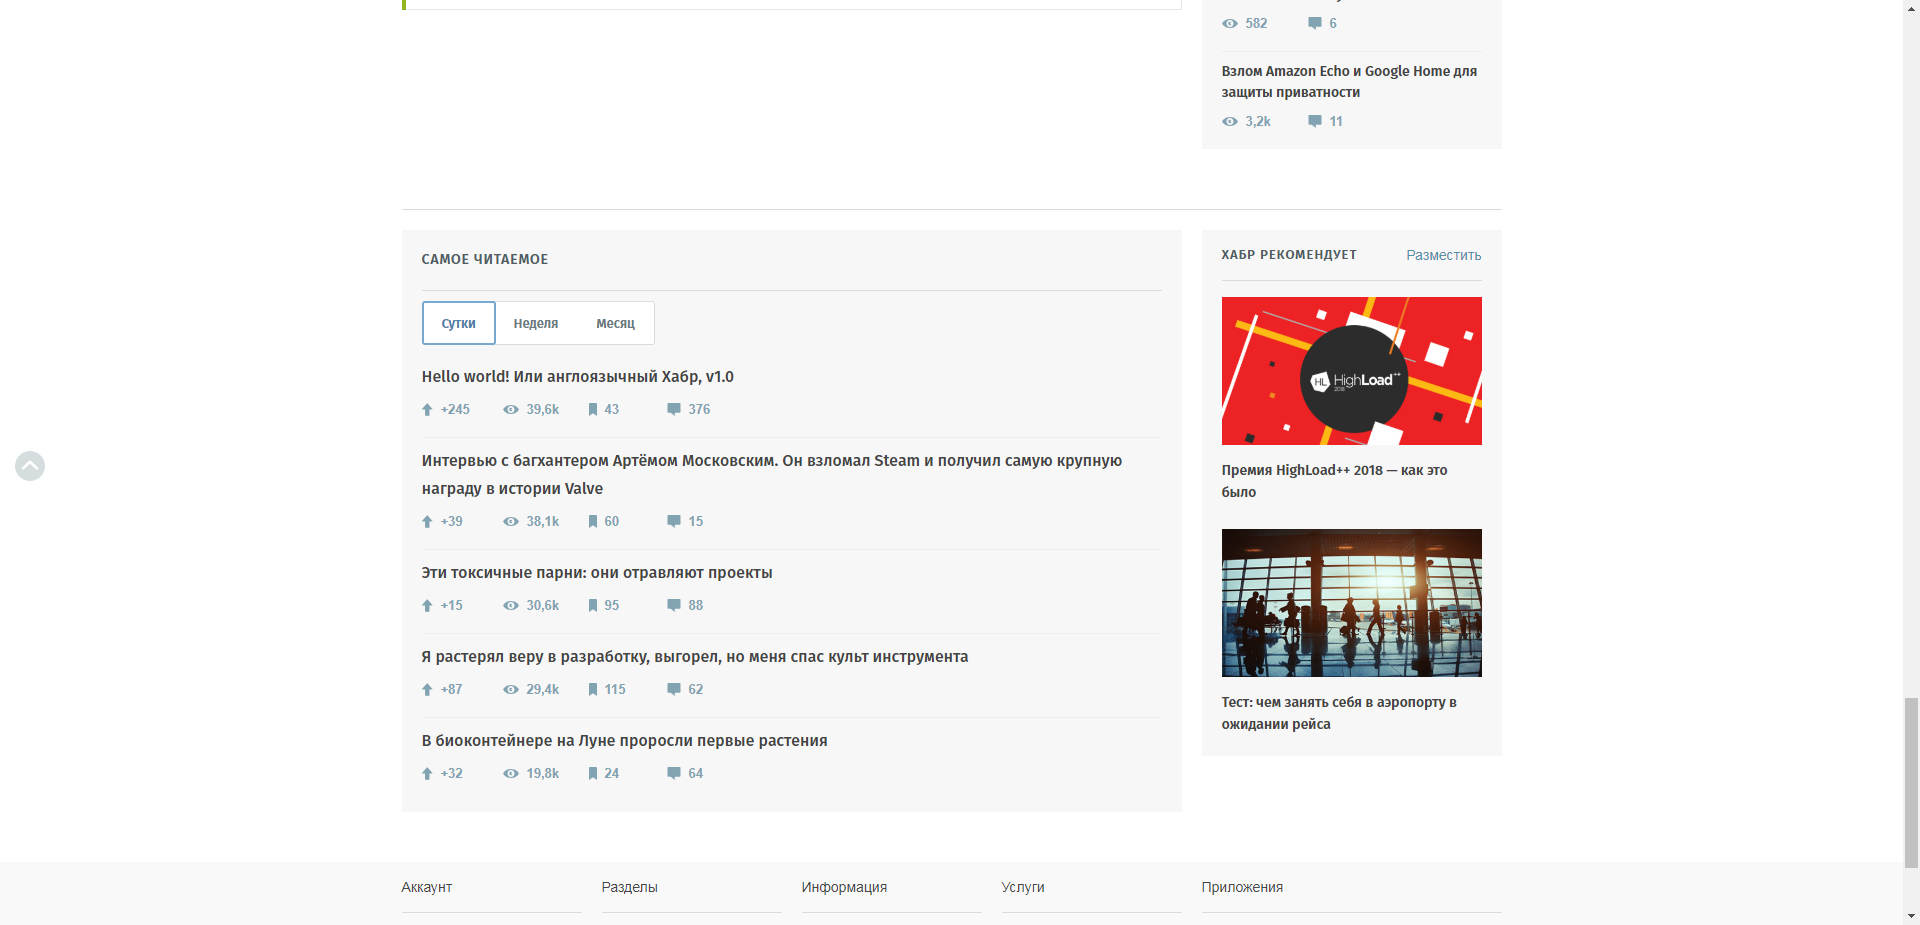 582 6
Взлом Amazon Echo и Google Home для
защиты приватности
3,2k 11
САМОЕ ЧИТАЕМОЕ
Сутки Неделя Месяц
Hello world! Или англоязычный Хабр, v1.0
+245 39,6k 43 376
Интервью с багхантером Артёмом Московским. Он взломал Steam и получил самую крупную
награду в истории Valve
+39 38,1k 60 15
Эти токсичные парни: они отравляют проекты
+15 30,6k 95 88
Я растерял веру в разработку, выгорел, но меня спас культ инструмента
+87 29,4k 115 62
В биоконтейнере на Луне проросли первые растения
+32 19,8k 24 64
ХАБР РЕКОМЕНДУЕТ Разместить
HL HighLoad++
2018
Премия HighLoad++ 2018 — как это
было
Тест: чем занять себя в аэропорту в
ожидании рейса
Аккаунт Разделы Информация Услуги Приложения